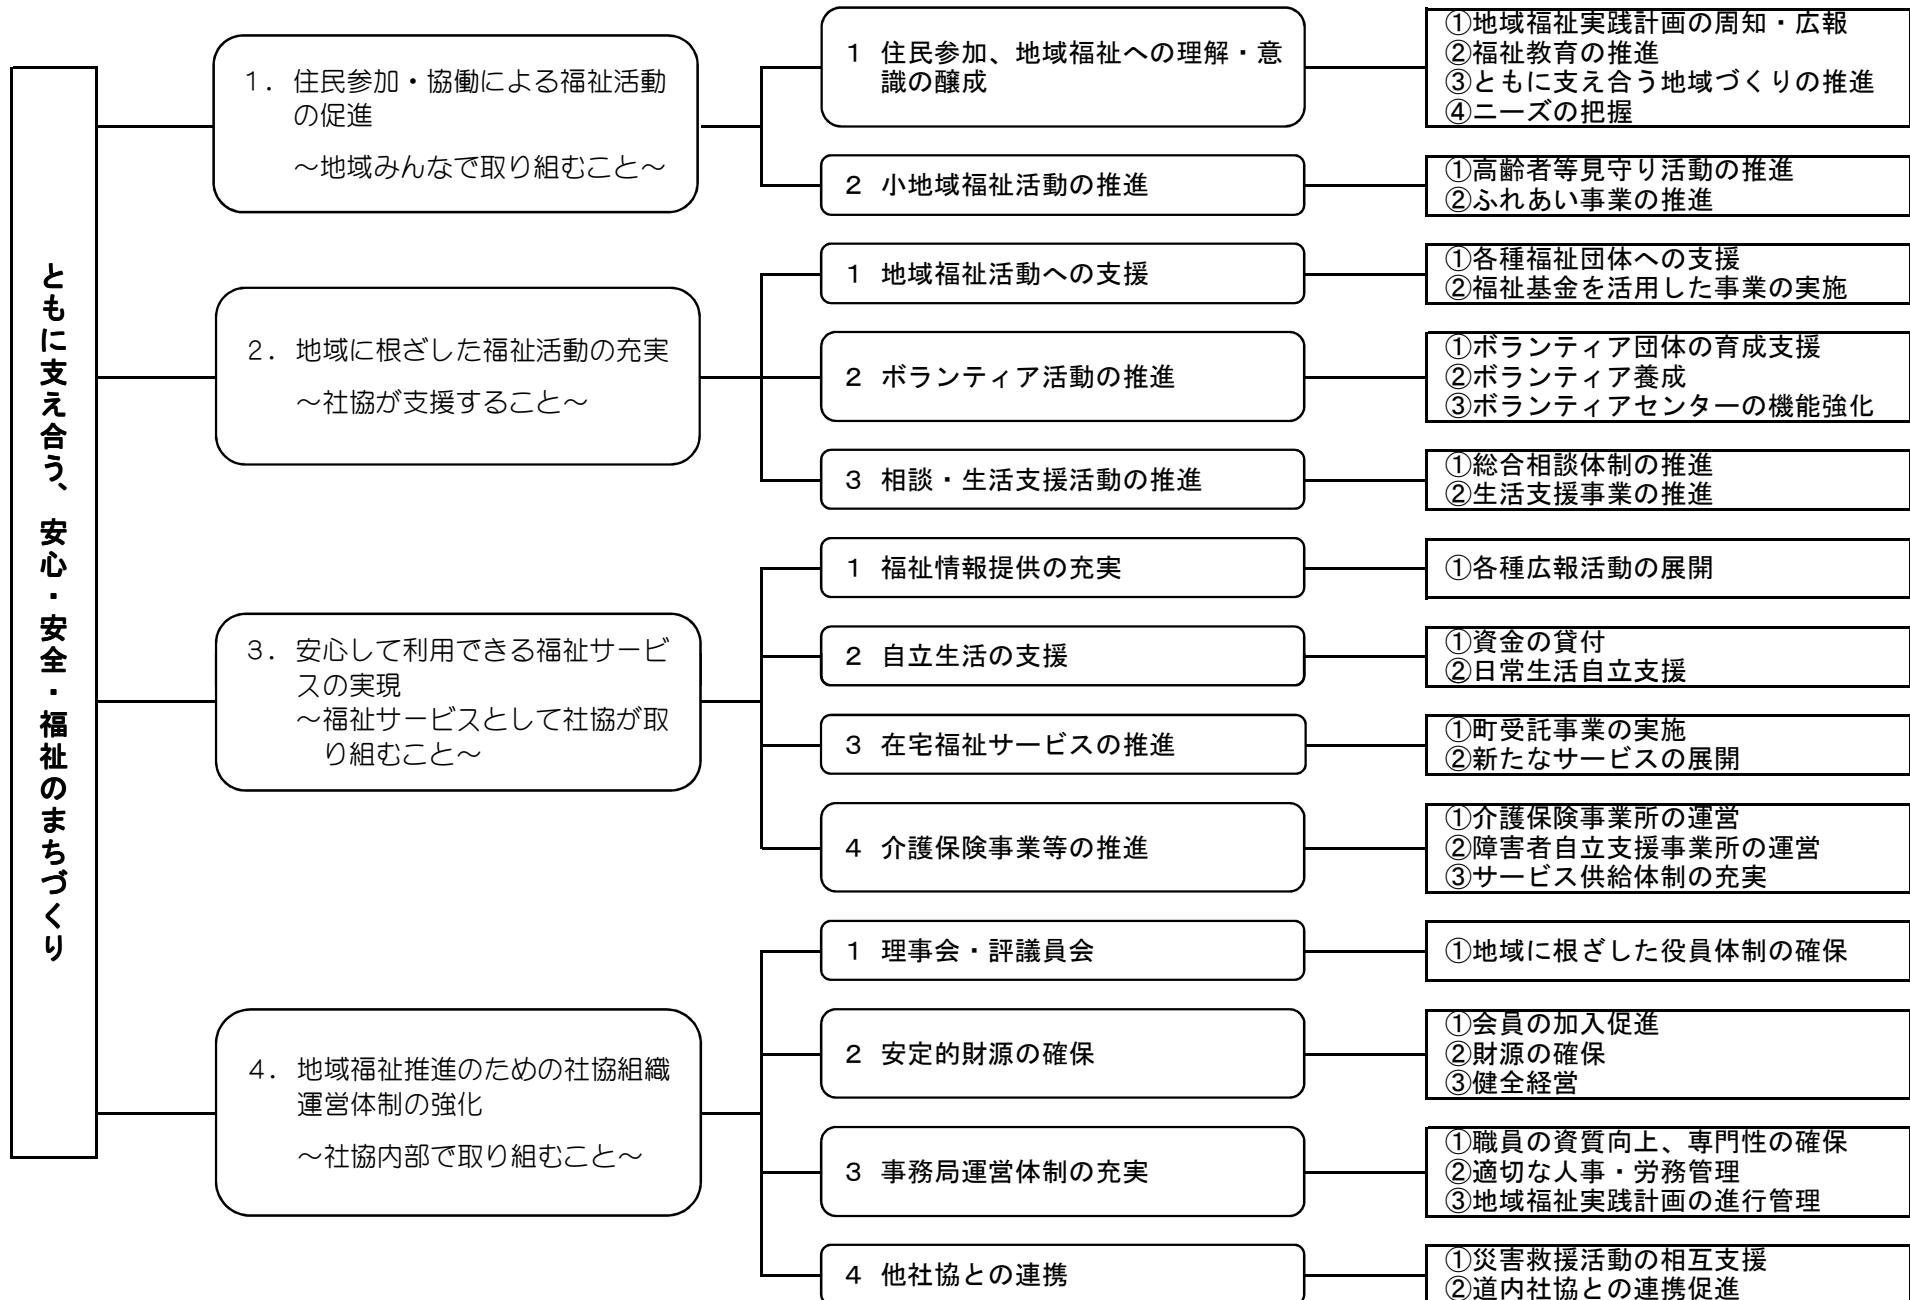 ともに支え合う、安心・安全・福祉のまちづくり
１．住民参加・協働による福祉活動
の促進
～地域みんなで取り組むこと～
１ 住民参加、地域福祉への理解・意
識の醸成
①地域福祉実践計画の周知・広報
②福祉教育の推進
③ともに支え合う地域づくりの推進
④ニーズの把握
２ 小地域福祉活動の推進
①高齢者等見守り活動の推進
②ふれあい事業の推進
２．地域に根ざした福祉活動の充実
～社協が支援すること～
１ 地域福祉活動への支援
①各種福祉団体への支援
②福祉基金を活用した事業の実施
２ ボランティア活動の推進
①ボランティア団体の育成支援
②ボランティア養成
③ボランティアセンターの機能強化
３ 相談・生活支援活動の推進
①総合相談体制の推進
②生活支援事業の推進
３．安心して利用できる福祉サービ
スの実現
～福祉サービスとして社協が取
り組むこと～
１ 福祉情報提供の充実
①各種広報活動の展開
２ 自立生活の支援
①資金の貸付
②日常生活自立支援
３ 在宅福祉サービスの推進
①町受託事業の実施
②新たなサービスの展開
４ 介護保険事業等の推進
①介護保険事業所の運営
②障害者自立支援事業所の運営
③サービス供給体制の充実
４．地域福祉推進のための社協組織
運営体制の強化
～社協内部で取り組むこと～
１ 理事会・評議員会
①地域に根ざした役員体制の確保
２ 安定的財源の確保
①会員の加入促進
②財源の確保
③健全経営
３ 事務局運営体制の充実
①職員の資質向上、専門性の確保
②適切な人事・労務管理
③地域福祉実践計画の進行管理
４ 他社協との連携
①災害救援活動の相互支援
②道内社協との連携促進